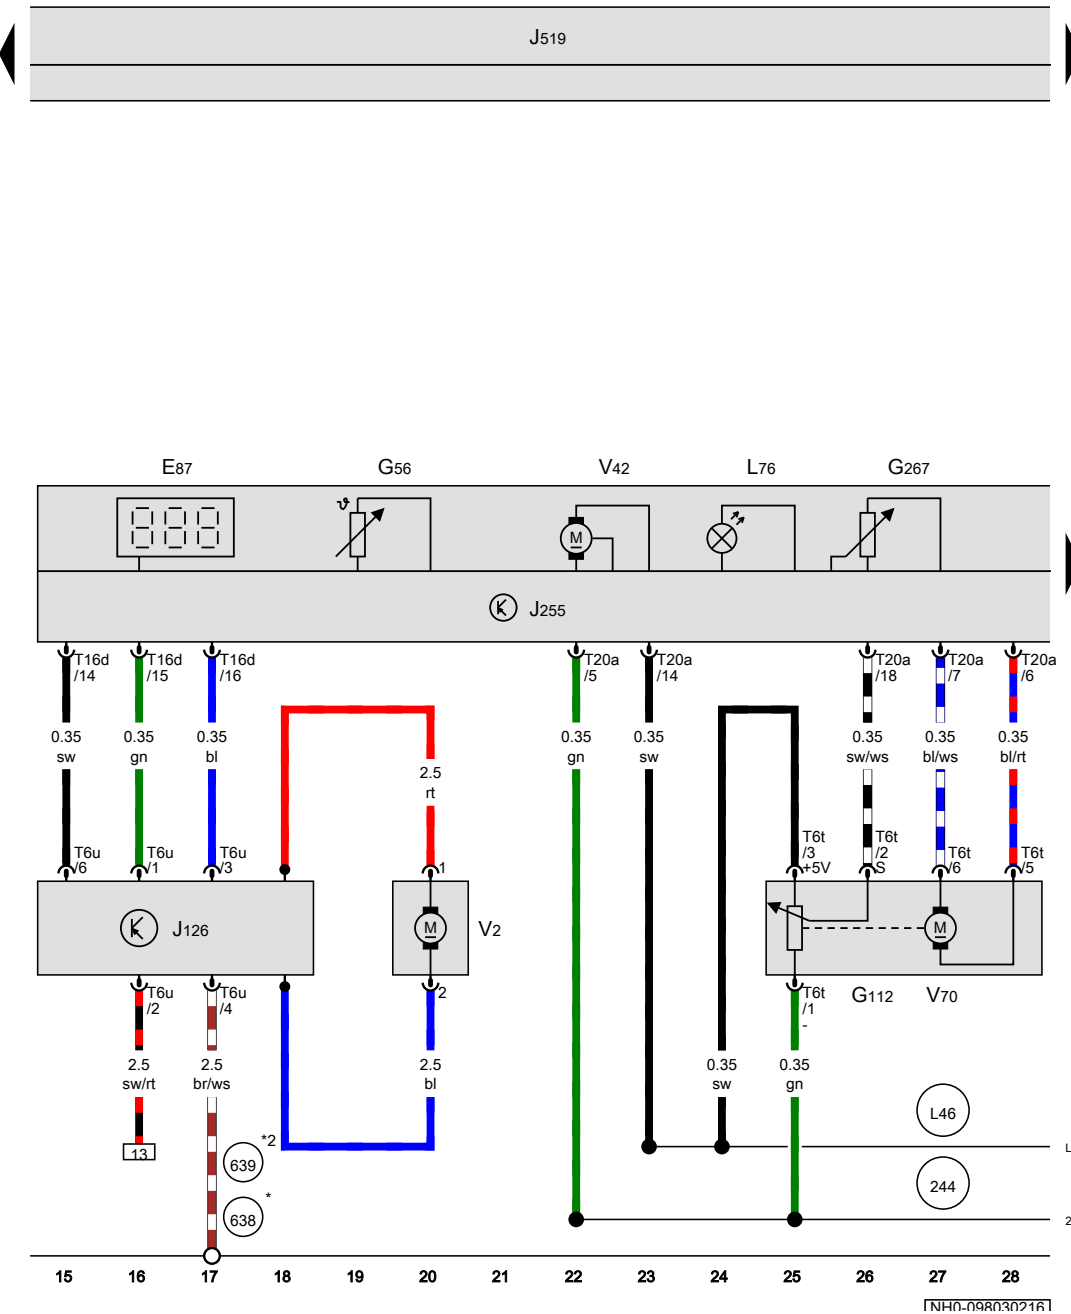 J519
E87 G56 V42 L76 G267
J255
T16d T16d T16d T20a T20a T20a T20a T20a
/14 /15 /16 /5 /14 /18 /7 /6
0.35 0.35 0.35 0.35 0.35 0.35 0.35 0.35
sw gn bl gn sw sw/ws bl/ws bl/rt
2.5
rt
T6t T6t
/3 /2
+5V S
T6u T6u T6u T6t T6t
/6 /1 /3 1 /6 /5
J126 M V2 M
M
M
T6u T6u 2 T6t
/2 /4 /1
-
G112 V70
2.5 2.5 2.5 0.35 0.35
sw/rt br/ws bl sw gn
L46
13 *2 L
639
244
638 * 2
15 16 17 18 19 20 21 22 23 24 25 26 27 28
NH0-098030216